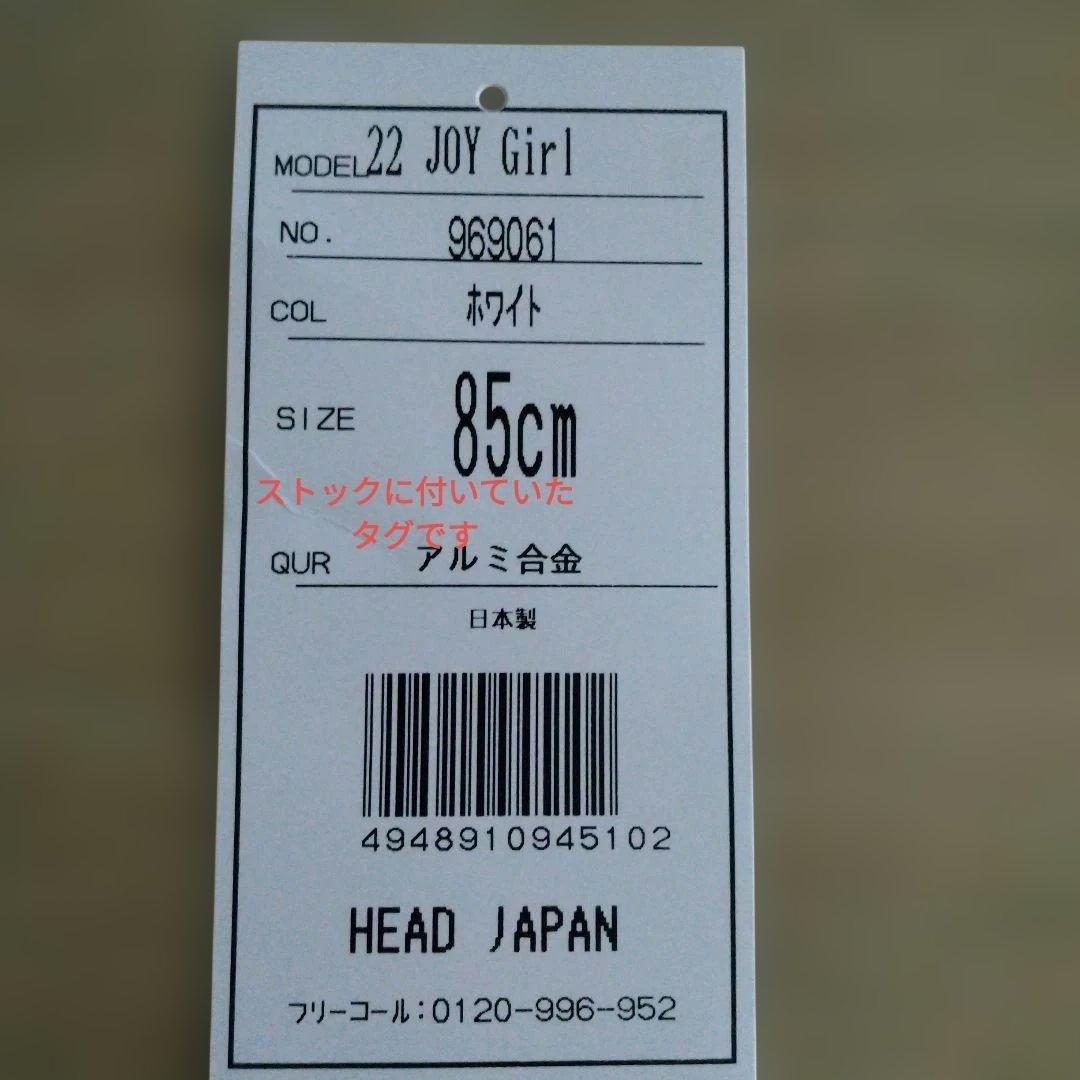 MODEL 22 JOY Girl
NO. 969061
COL ホワイト
SIZE 85cm
ストックに付いていた
タグです
QUR アルミ合金
日本製
4948910945102
HEAD JAPAN
フリーコール:0120-996-952